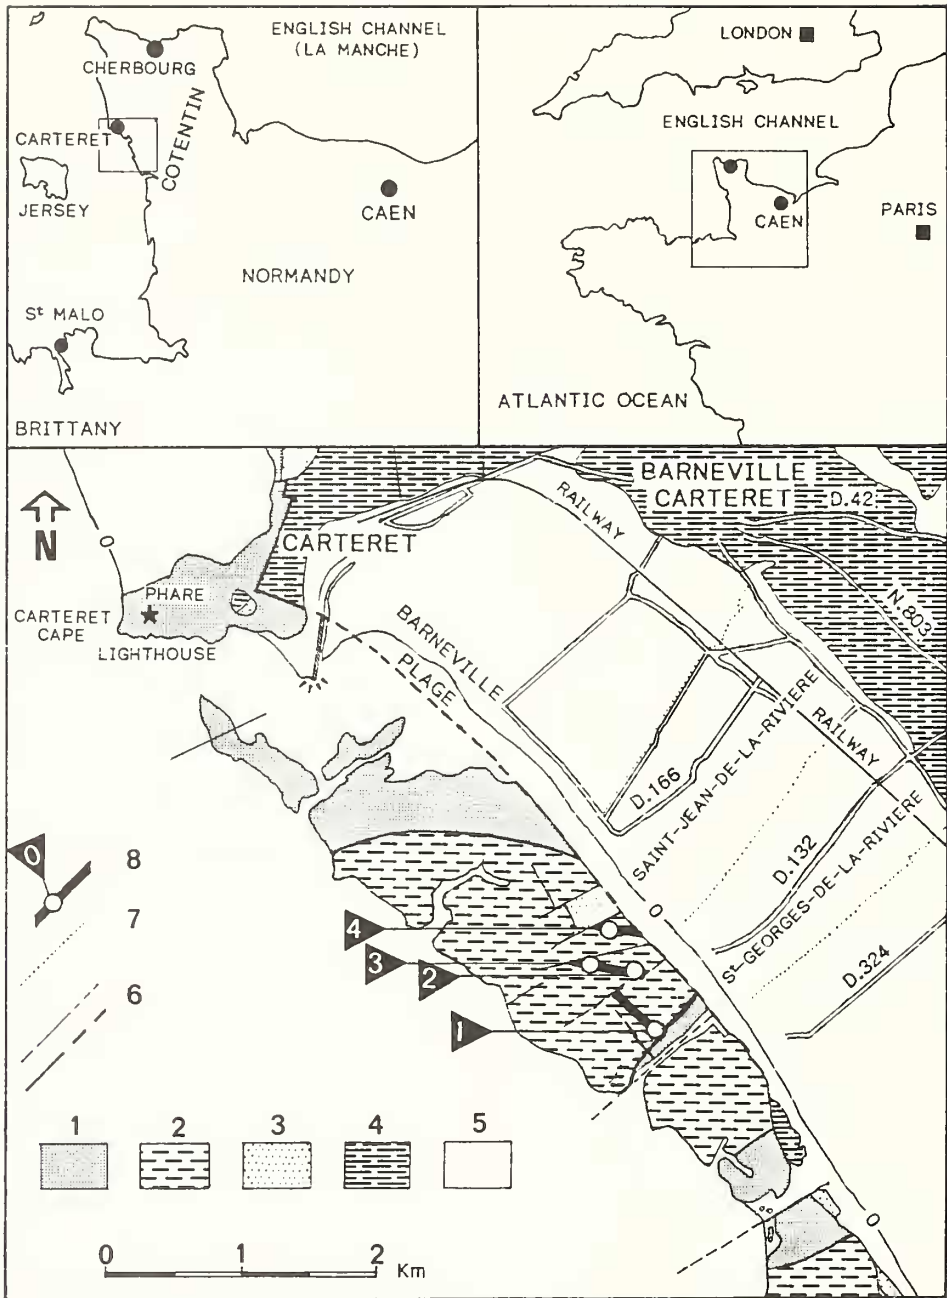 ENGLISH CHANNEL
(LA MANCHE)
CHERBOURG
COTENTIN
CARTERET
JERSEY
CAEN
NORMANDY
St MALO
BRITTANY
LONDON
ENGLISH CHANNEL
CAEN
PARIS
ATLANTIC OCEAN
BARNEVILLE
CARTERET
D.42
RAILWAY
N
0
CARTERET
N.803
PHARE
CARTERET
CAPE
LIGHTHOUSE
BARNEVILLE
PLAGE
RAILWAY
D.166
SAINT-JEAN-DE-LA-RIVIERE
D.132
St-GEORGES-DE-LA-RIVIERE
D.324
0
0
8
7
6
4
3
2
1
0
1
2
3
4
5
0
1
2
Km